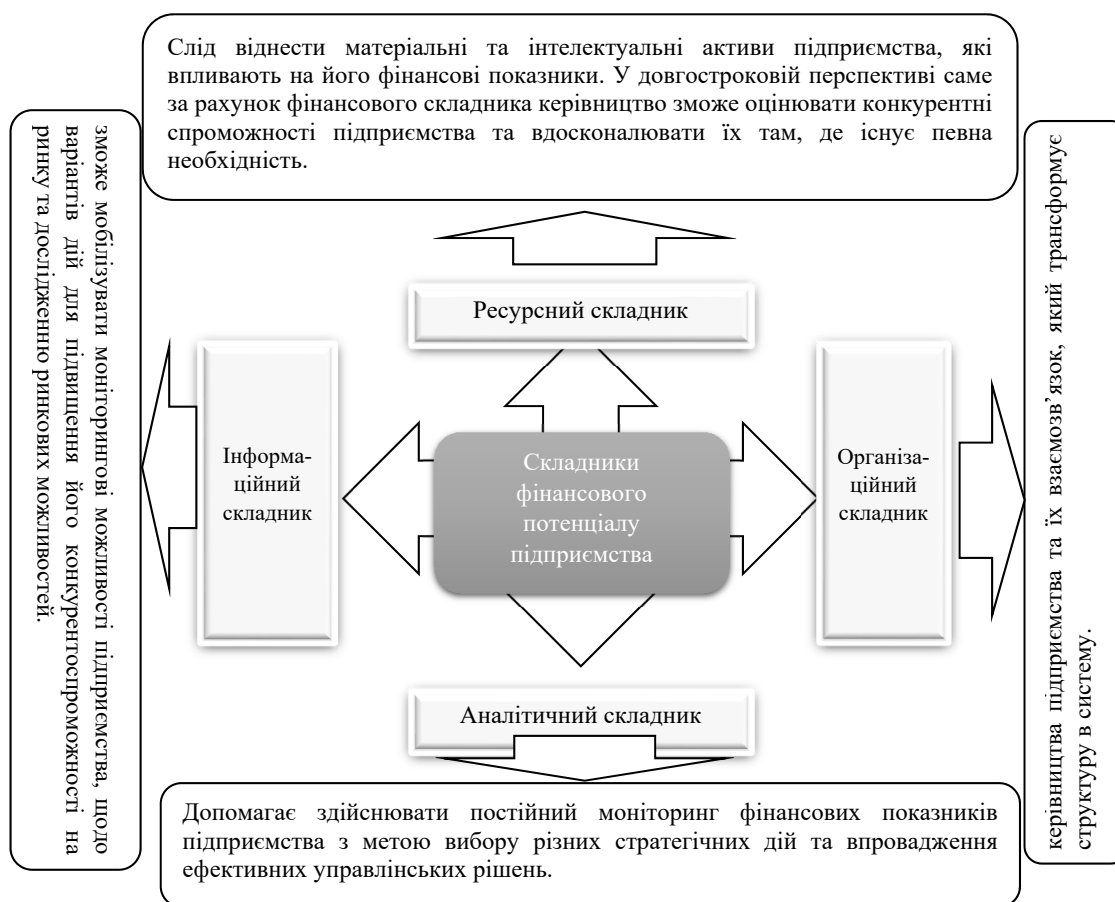 Слід віднести матеріальні та інтелектуальні активи підприємства, які
впливають на його фінансові показники. У довгостроковій перспективі саме
за рахунок фінансового складника керівництво зможе оцінювати конкурентні
спроможності підприємства та вдосконалювати їх там, де існує певна
необхідність.
зможе мобілізувати моніторингові можливості підприємства, щодо
варіантів дій для підвищення його конкурентоспроможності на
ринку та дослідженню ринкових можливостей.
Ресурсний складник
Інформа-
ційний
складник
Складники
фінансового
потенціалу
підприємства
Організа-
ційний
складник
керівництва підприємства та їх взаємозв’язок, який трансформує
структуру в систему.
Аналітичний складник
Допомагає здійснювати постійний моніторинг фінансових показників
підприємства з метою вибору різних стратегічних дій та впровадження
ефективних управлінських рішень.